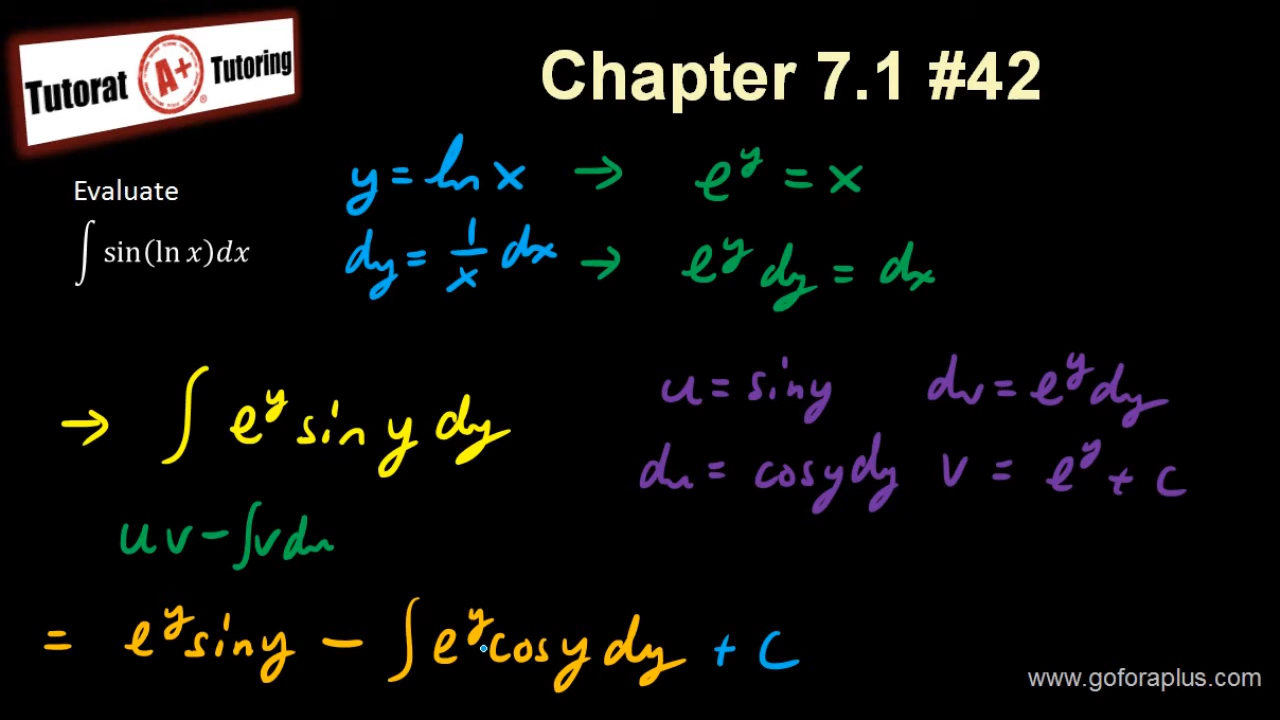 Tutorat A+ Tutoring
®
Chapter 7.1 #42
Evaluate
∫ sin(ln x)dx
y = ln x → e^y = x
dy = 1/x dx → e^y dy = dx
→ ∫ e^y sin y dy
u = sin y dv = e^y dy
du = cos y dy v = e^y + c
uv - ∫v du
= e^y sin y - ∫ e^y cos y dy + C
www.goforaplus.com